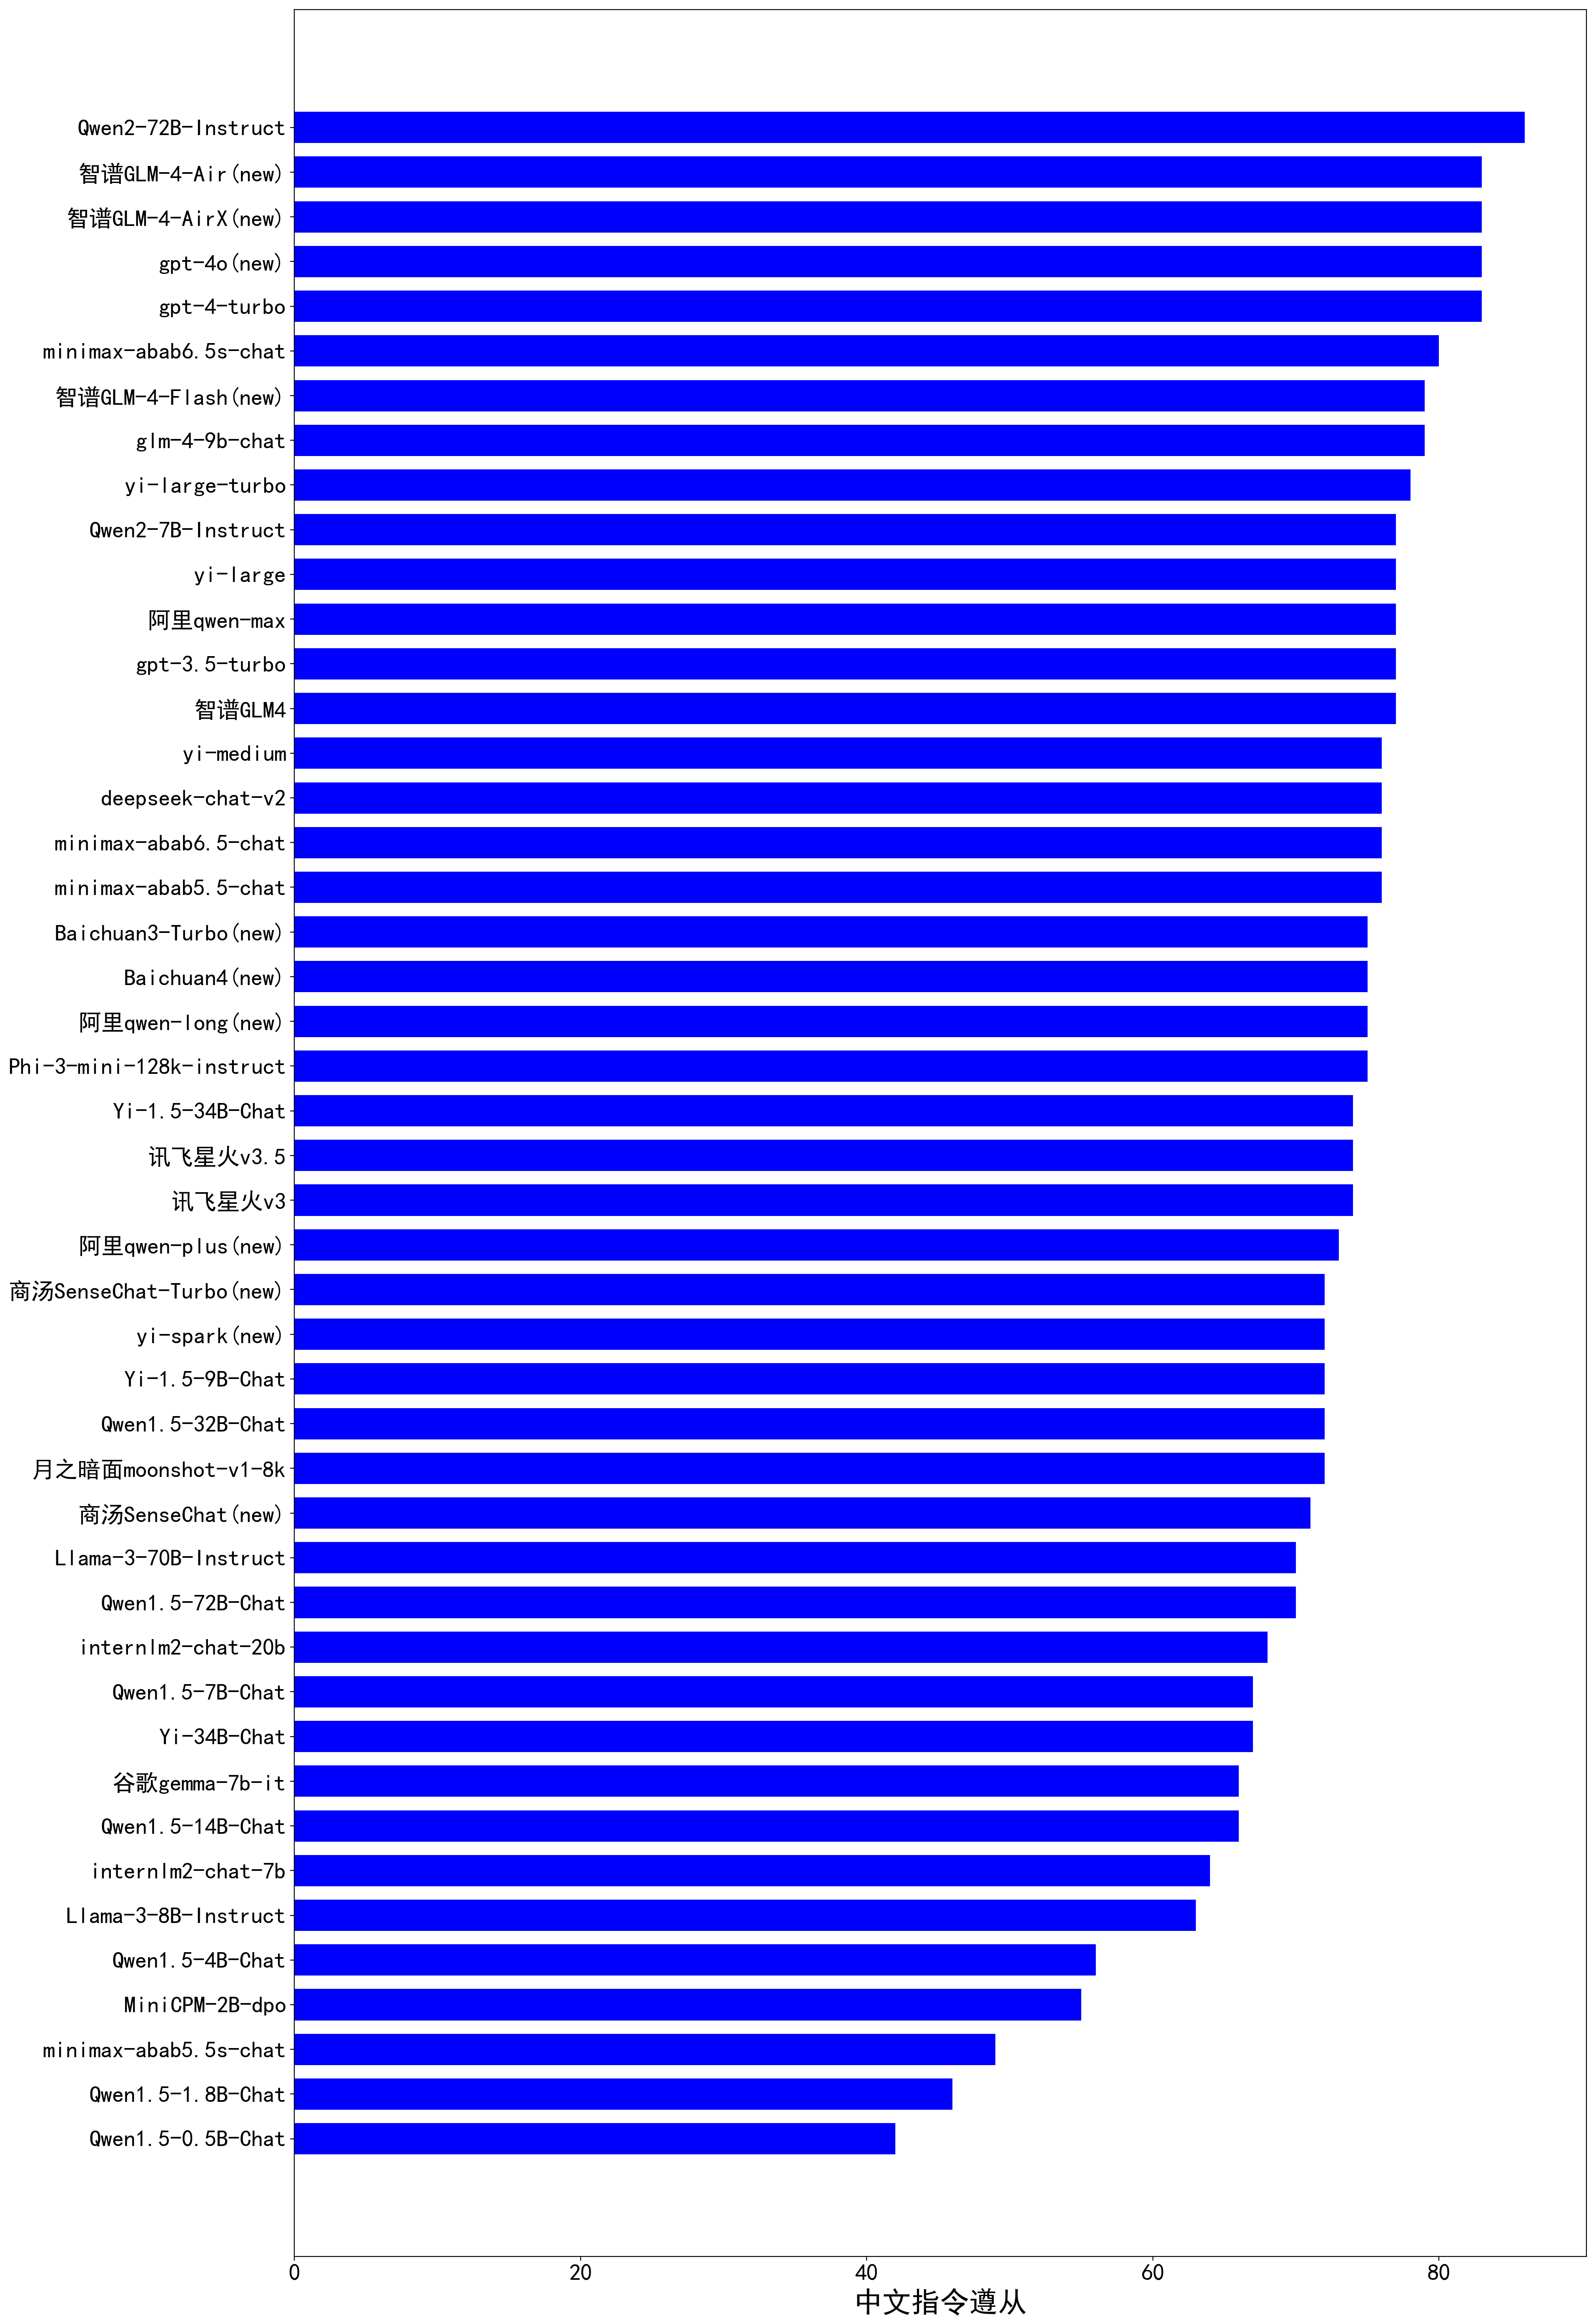 Qwen2-72B-Instruct
智谱GLM-4-Air(new)
智谱GLM-4-AirX(new)
gpt-4o(new)
gpt-4-turbo
minimax-abab6.5s-chat
智谱GLM-4-Flash(new)
glm-4-9b-chat
yi-large-turbo
Qwen2-7B-Instruct
yi-large
阿里qwen-max
gpt-3.5-turbo
智谱GLM4
yi-medium
deepseek-chat-v2
minimax-abab6.5-chat
minimax-abab5.5-chat
Baichuan3-Turbo(new)
Baichuan4(new)
阿里qwen-long(new)
Phi-3-mini-128k-instruct
Yi-1.5-34B-Chat
讯飞星火v3.5
讯飞星火v3
阿里qwen-plus(new)
商汤SenseChat-Turbo(new)
yi-spark(new)
Yi-1.5-9B-Chat
Qwen1.5-32B-Chat
月之暗面moonshot-v1-8k
商汤SenseChat(new)
Llama-3-70B-Instruct
Qwen1.5-72B-Chat
internlm2-chat-20b
Qwen1.5-7B-Chat
Yi-34B-Chat
谷歌gemma-7b-it
Qwen1.5-14B-Chat
internlm2-chat-7b
Llama-3-8B-Instruct
Qwen1.5-4B-Chat
MiniCPM-2B-dpo
minimax-abab5.5s-chat
Qwen1.5-1.8B-Chat
Qwen1.5-0.5B-Chat
0 20 40 60 80
中文指令遵从